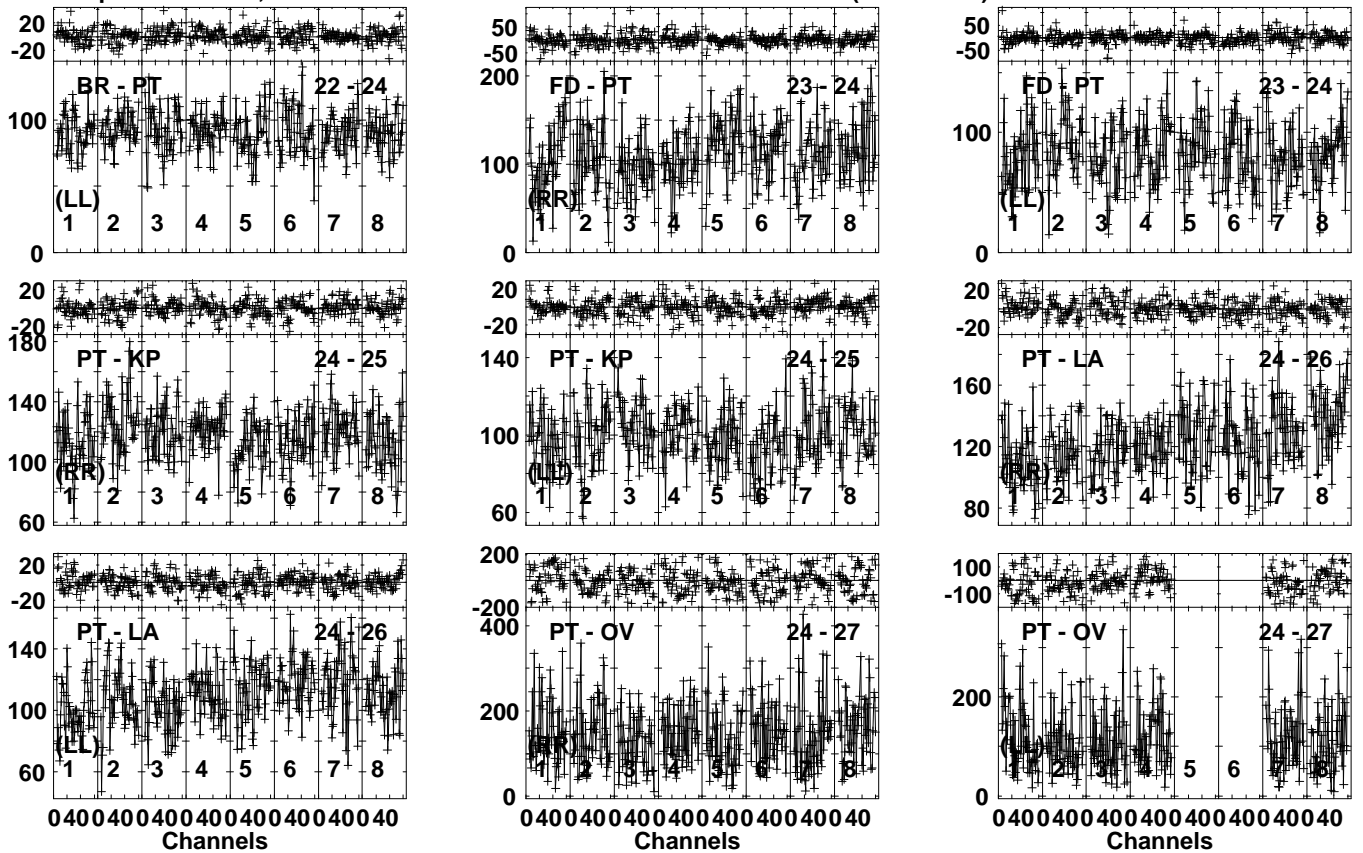 20 50 50
-20 -50 -50
BR - PT 22 - 24 200 FD - PT 23 - 24 FD - PT 23 - 24
150
100 100 100
50
(LL) (RR) (LL)
1 2 3 4 5 6 7 8 1 2 3 4 5 6 7 8 1 2 3 4 5 6 7 8
0 0 0
20 20 20
-20 -20 -20
180 PT - KP 24 - 25 140 PT - KP 24 - 25 PT - LA 24 - 26
140 160
100 100 120
(RR) (LL) (RR)
1 2 3 4 5 6 7 8 1 2 3 4 5 6 7 8 1 2 3 4 5 6 7 8
60 60 80
20 200 100
-20 -200 -100
PT - LA 24 - 26 400 PT - OV 24 - 27 PT - OV 24 - 27
140
100 200 200
(LL) (RR) (LL)
60 1 2 3 4 5 6 7 8 1 2 3 4 5 6 7 8 1 2 3 4 5 6 7 8
0 0
0 40 0 40 0 40 0 40 0 40 0 40 0 40 0 40 0 40 0 40 0 40 0 40 0 40 0 40 0 40 0 40 0 40 0 40 0 40 0 40 0 40 0 40 0 40 0 40
Channels Channels Channels